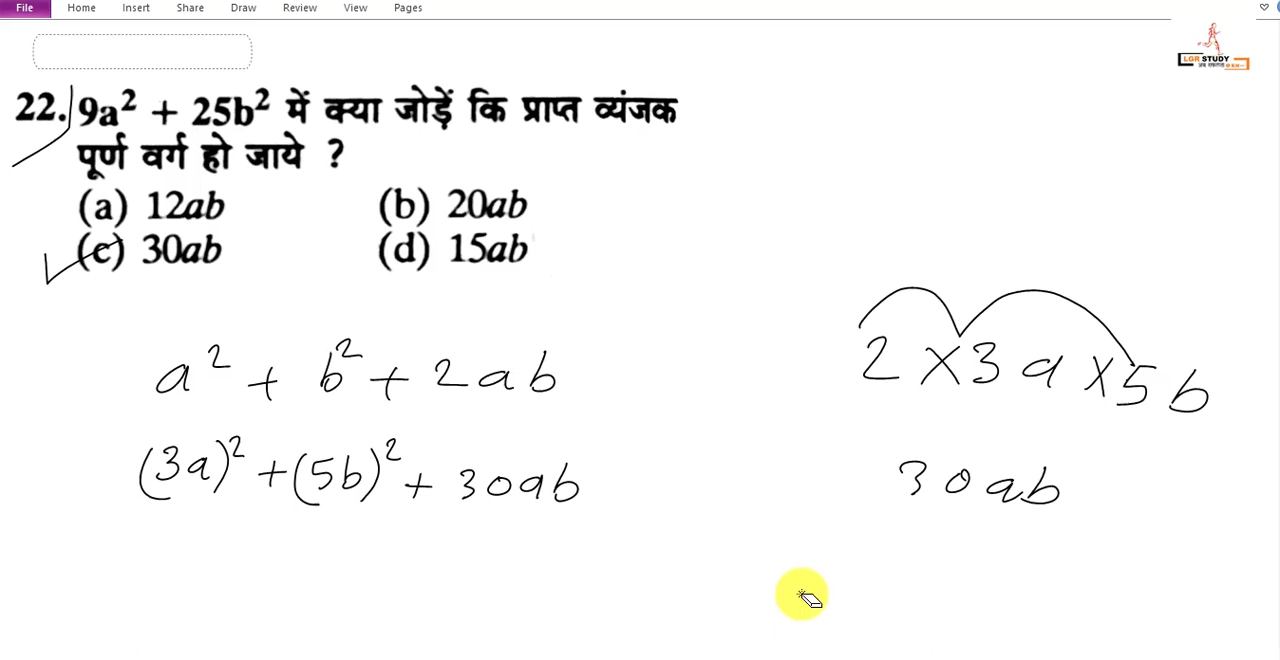 File Home Insert Share Draw Review View Pages
LGR STUDY
22. 9a² + 25b² में क्या जोड़ें कि प्राप्त व्यंजक
पूर्ण वर्ग हो जाये ?
(a) 12ab (b) 20ab
(c) 30ab (d) 15ab
a² + b² + 2ab
2 × 3a × 5b
(3a)² + (5b)² + 30ab
30ab